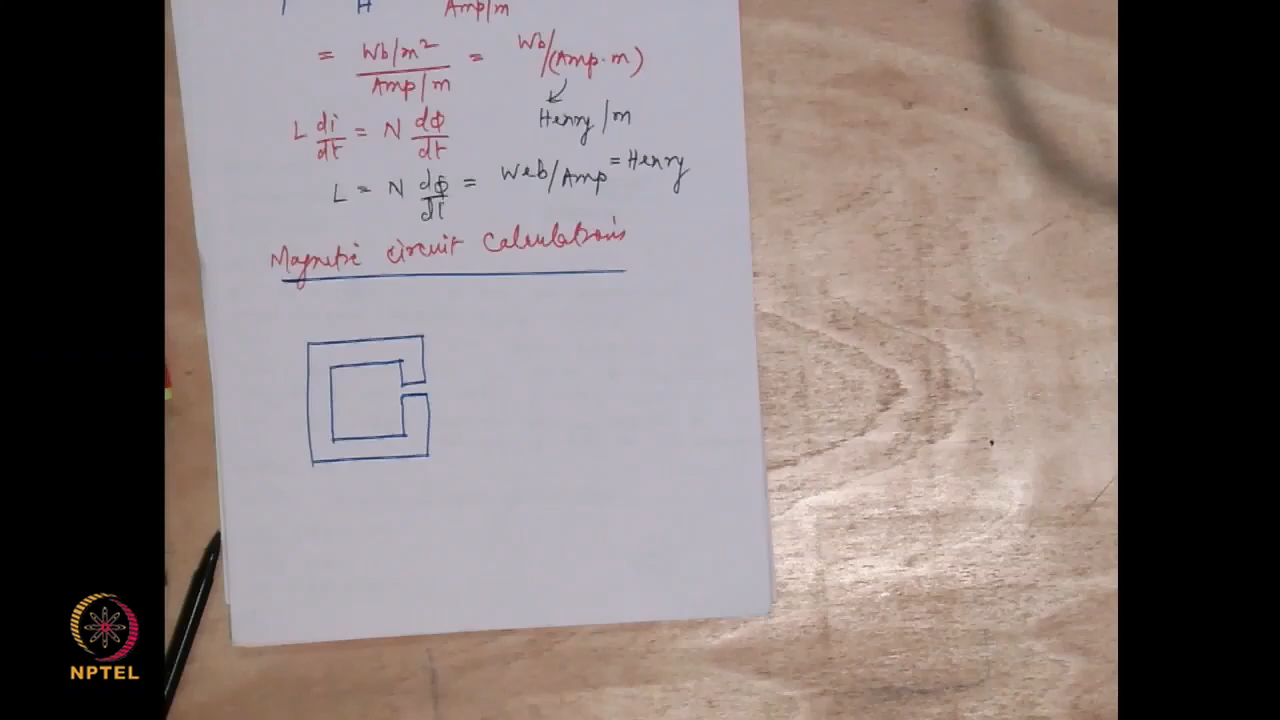 H Amp/m
= Wb/m² / Amp/m = Wb/(Amp·m)
Henry/m
L di/dt = N dΦ/dt
L = N dΦ/di = Web/Amp = Henry
Magnetic circuit Calculations
NPTEL